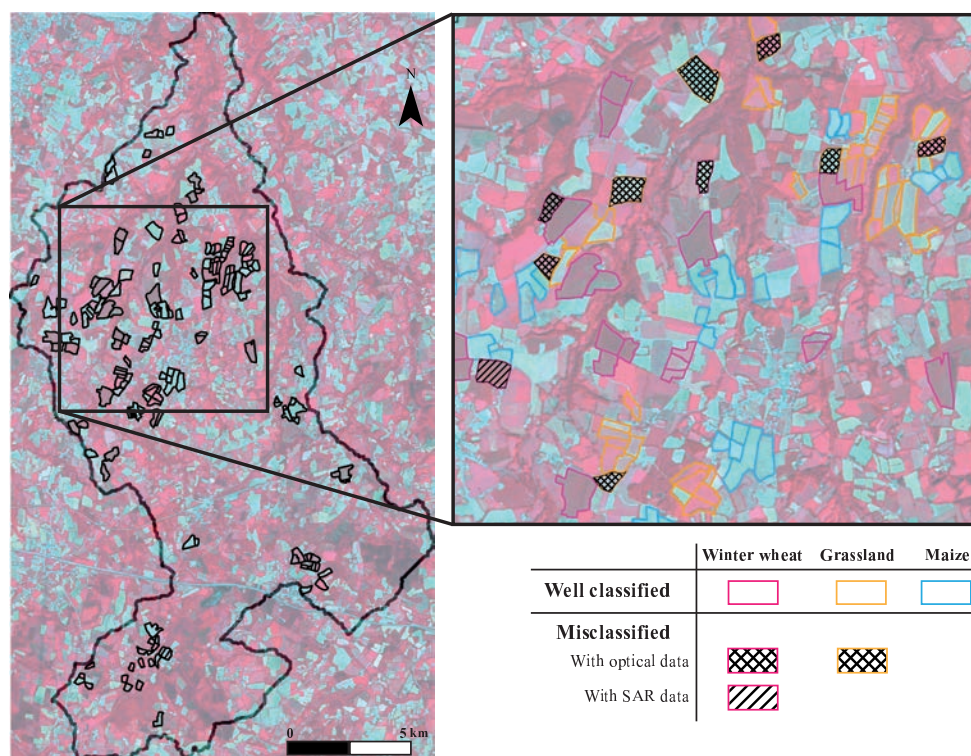 N
0 5 km
Winter wheat Grassland Maize
Well classified
Misclassified
With optical data
With SAR data